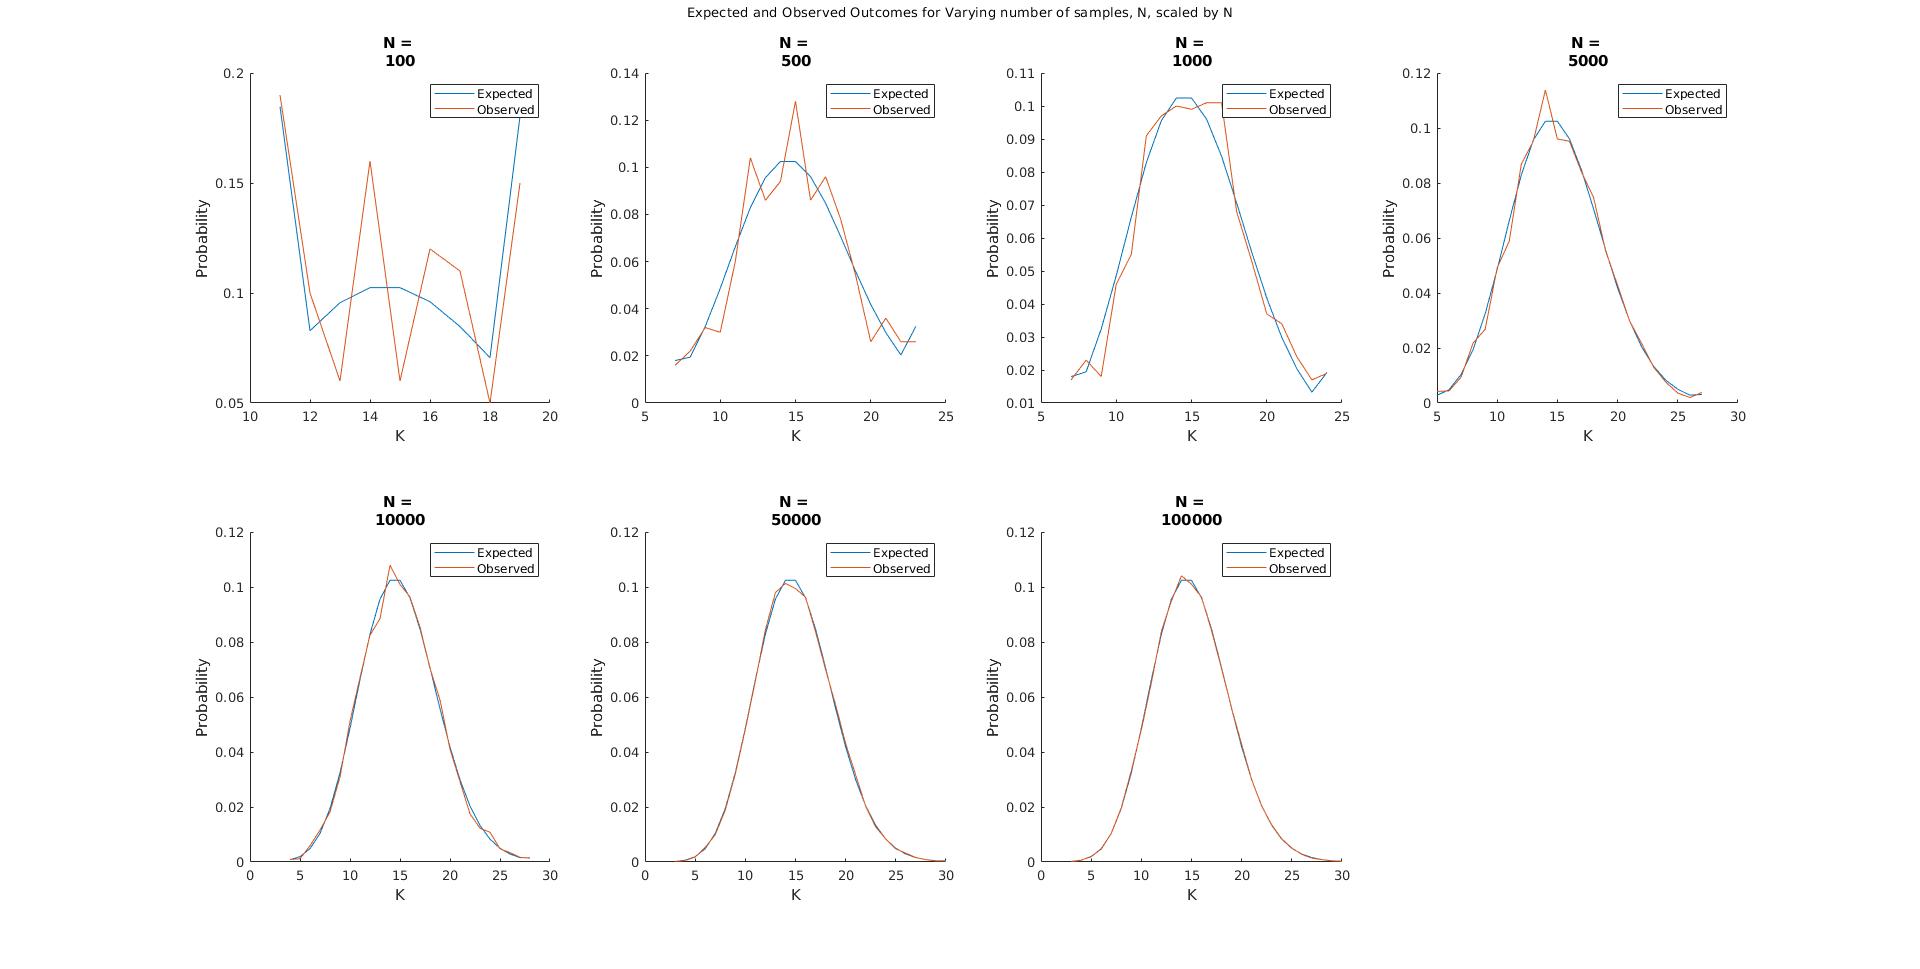 Expected and Observed Outcomes for Varying number of samples, N, scaled by N
N =
100
0.2
0.15
0.1
0.05
10 12 14 16 18 20
Probability
K
Expected
Observed
N =
500
0.14
0.12
0.1
0.08
0.06
0.04
0.02
0
5 10 15 20 25
Probability
K
Expected
Observed
N =
1000
0.11
0.1
0.09
0.08
0.07
0.06
0.05
0.04
0.03
0.02
0.01
5 10 15 20 25
Probability
K
Expected
Observed
N =
5000
0.12
0.1
0.08
0.06
0.04
0.02
0
5 10 15 20 25 30
Probability
K
Expected
Observed
N =
10000
0.12
0.1
0.08
0.06
0.04
0.02
0
0 5 10 15 20 25 30
Probability
K
Expected
Observed
N =
50000
0.12
0.1
0.08
0.06
0.04
0.02
0
0 5 10 15 20 25 30
Probability
K
Expected
Observed
N =
100000
0.12
0.1
0.08
0.06
0.04
0.02
0
0 5 10 15 20 25 30
Probability
K
Expected
Observed